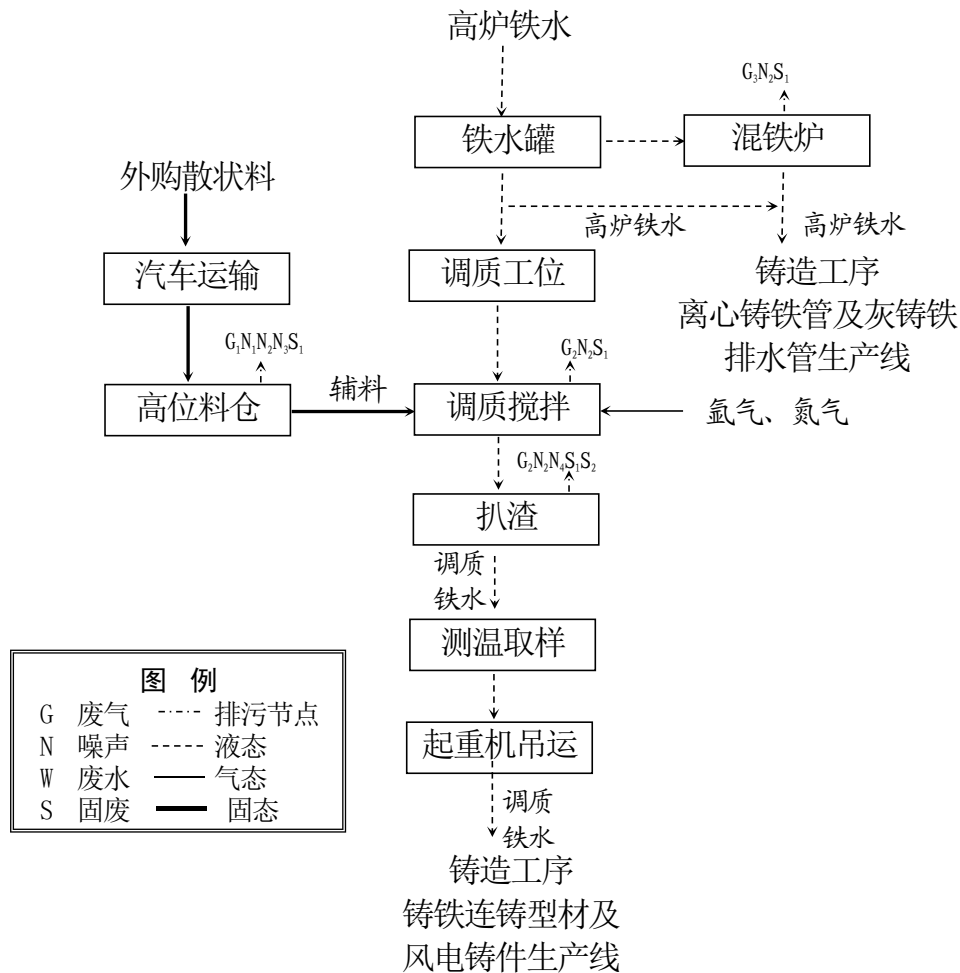 高炉铁水
G₃N₂S₁
铁水罐
混铁炉
外购散状料
高炉铁水
高炉铁水
汽车运输
调质工位
铸造工序
离心铸铁管及灰铸铁
排水管生产线
G₁N₁N₂N₃S₁
G₂N₂S₁
辅料
高位料仓
调质搅拌
氩气、氮气
G₂N₂N₄S₁S₂
扒渣
调质
铁水
测温取样
图 例
G 废气 排污节点
N 噪声 液态
W 废水 气态
S 固废 固态
起重机吊运
调质
铁水
铸造工序
铸铁连铸型材及
风电铸件生产线